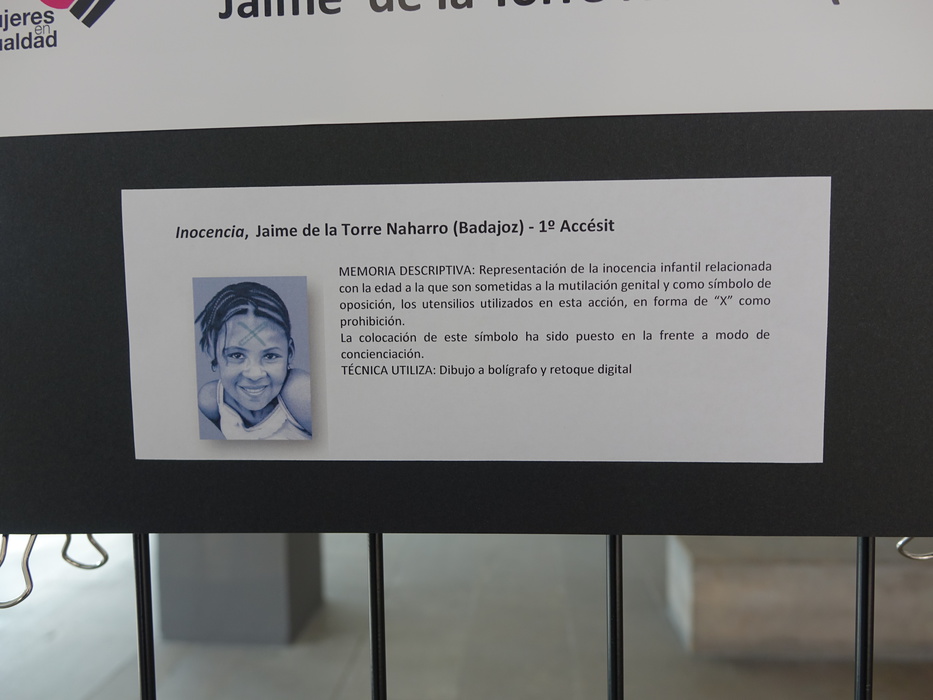 Jaime de la Torre
en
Inocencia, Jaime de la Torre Naharro (Badajoz) - 1º Accésit
MEMORIA DESCRIPTIVA: Representación de la inocencia infantil relacionada
con la edad a la que son sometidas a la mutilación genital y como símbolo de
oposición, los utensilios utilizados en esta acción, en forma de “X” como
prohibición.
La colocación de este símbolo ha sido puesto en la frente a modo de
concienciación.
TÉCNICA UTILIZA: Dibujo a bolígrafo y retoque digital